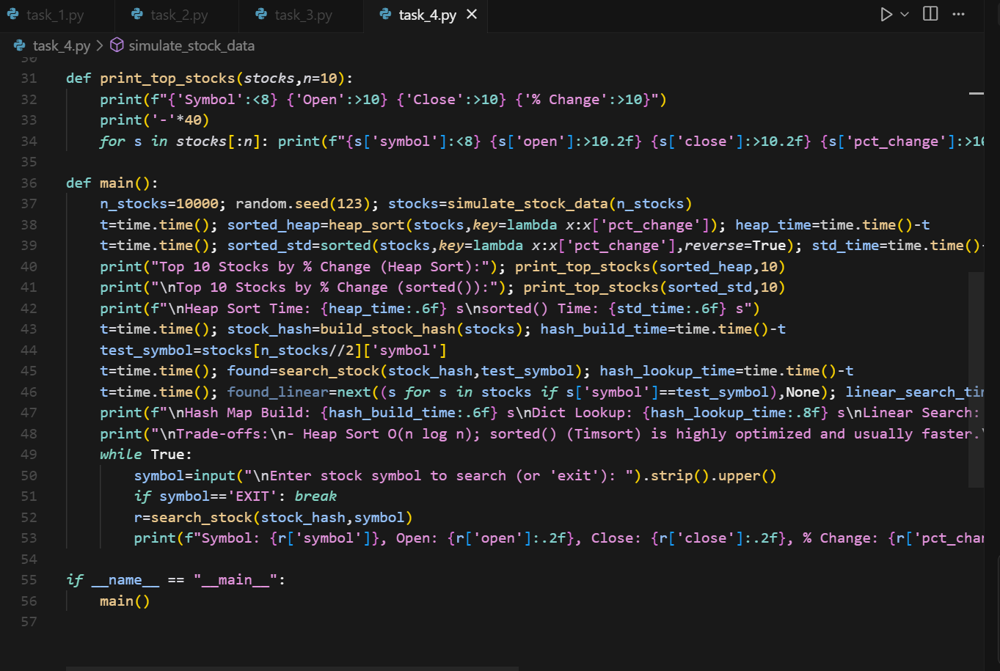 task_1.py task_2.py task_3.py task_4.py
task_4.py > simulate_stock_data
30
31 def print_top_stocks(stocks,n=10):
32     print(f"{'Symbol':<8} {'Open':>10} {'Close':>10} {'% Change':>10}")
33     print('-'*40)
34     for s in stocks[:n]: print(f"{s['symbol']:<8} {s['open']:>10.2f} {s['close']:>10.2f} {s['pct_change']:>10
35
36 def main():
37     n_stocks=10000; random.seed(123); stocks=simulate_stock_data(n_stocks)
38     t=time.time(); sorted_heap=heap_sort(stocks,key=lambda x:x['pct_change']); heap_time=time.time()-t
39     t=time.time(); sorted_std=sorted(stocks,key=lambda x:x['pct_change'],reverse=True); std_time=time.time()-
40     print("Top 10 Stocks by % Change (Heap Sort):"); print_top_stocks(sorted_heap,10)
41     print("\nTop 10 Stocks by % Change (sorted()):"); print_top_stocks(sorted_std,10)
42     print(f"\nHeap Sort Time: {heap_time:.6f} s\nsorted() Time: {std_time:.6f} s")
43     t=time.time(); stock_hash=build_stock_hash(stocks); hash_build_time=time.time()-t
44     test_symbol=stocks[n_stocks//2]['symbol']
45     t=time.time(); found=search_stock(stock_hash,test_symbol); hash_lookup_time=time.time()-t
46     t=time.time(); found_linear=next((s for s in stocks if s['symbol']==test_symbol),None); linear_search_tim
47     print(f"\nHash Map Build: {hash_build_time:.6f} s\nDict Lookup: {hash_lookup_time:.8f} s\nLinear Search:
48     print("\nTrade-offs:\n- Heap Sort O(n log n); sorted() (Timsort) is highly optimized and usually faster.\
49     while True:
50         symbol=input("\nEnter stock symbol to search (or 'exit'): ").strip().upper()
51         if symbol=='EXIT': break
52         r=search_stock(stock_hash,symbol)
53         print(f"Symbol: {r['symbol']}, Open: {r['open']:.2f}, Close: {r['close']:.2f}, % Change: {r['pct_chan
54
55 if __name__ == "__main__":
56     main()
57